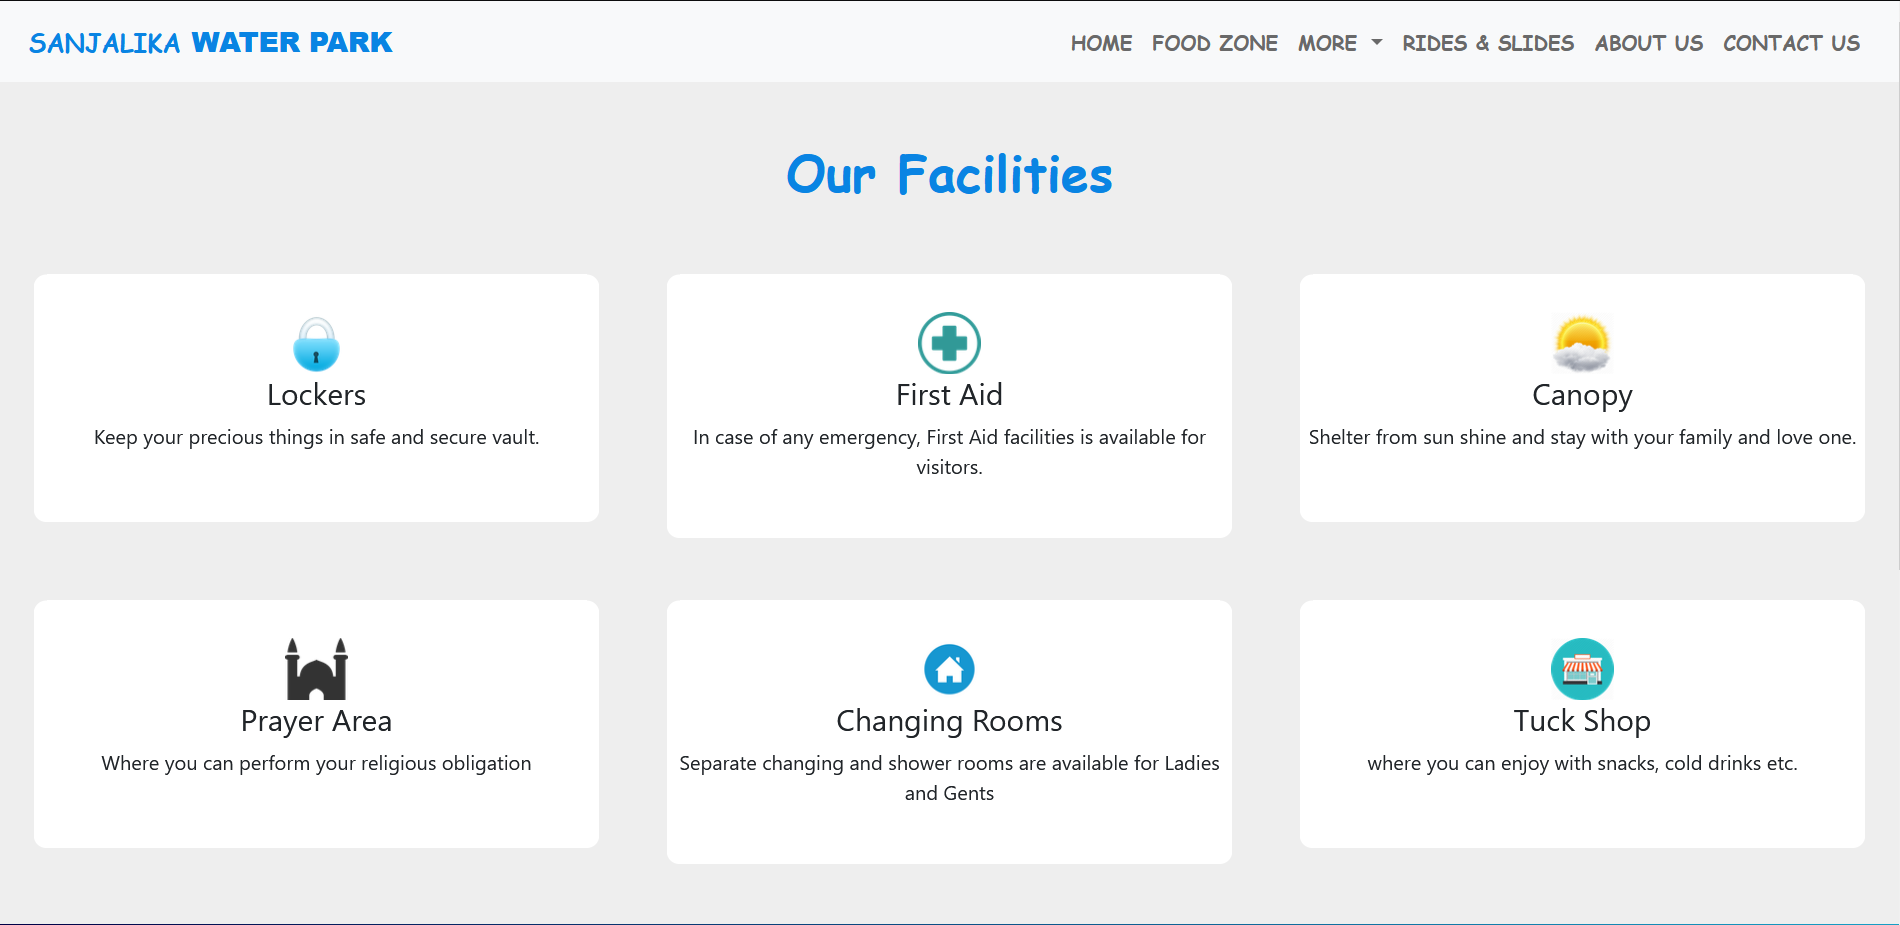 SANJALIKA WATER PARK
HOME FOOD ZONE MORE RIDES & SLIDES ABOUT US CONTACT US
Our Facilities
Lockers
Keep your precious things in safe and secure vault.
First Aid
In case of any emergency, First Aid facilities is available for
visitors.
Canopy
Shelter from sun shine and stay with your family and love one.
Prayer Area
Where you can perform your religious obligation
Changing Rooms
Separate changing and shower rooms are available for Ladies
and Gents
Tuck Shop
where you can enjoy with snacks, cold drinks etc.